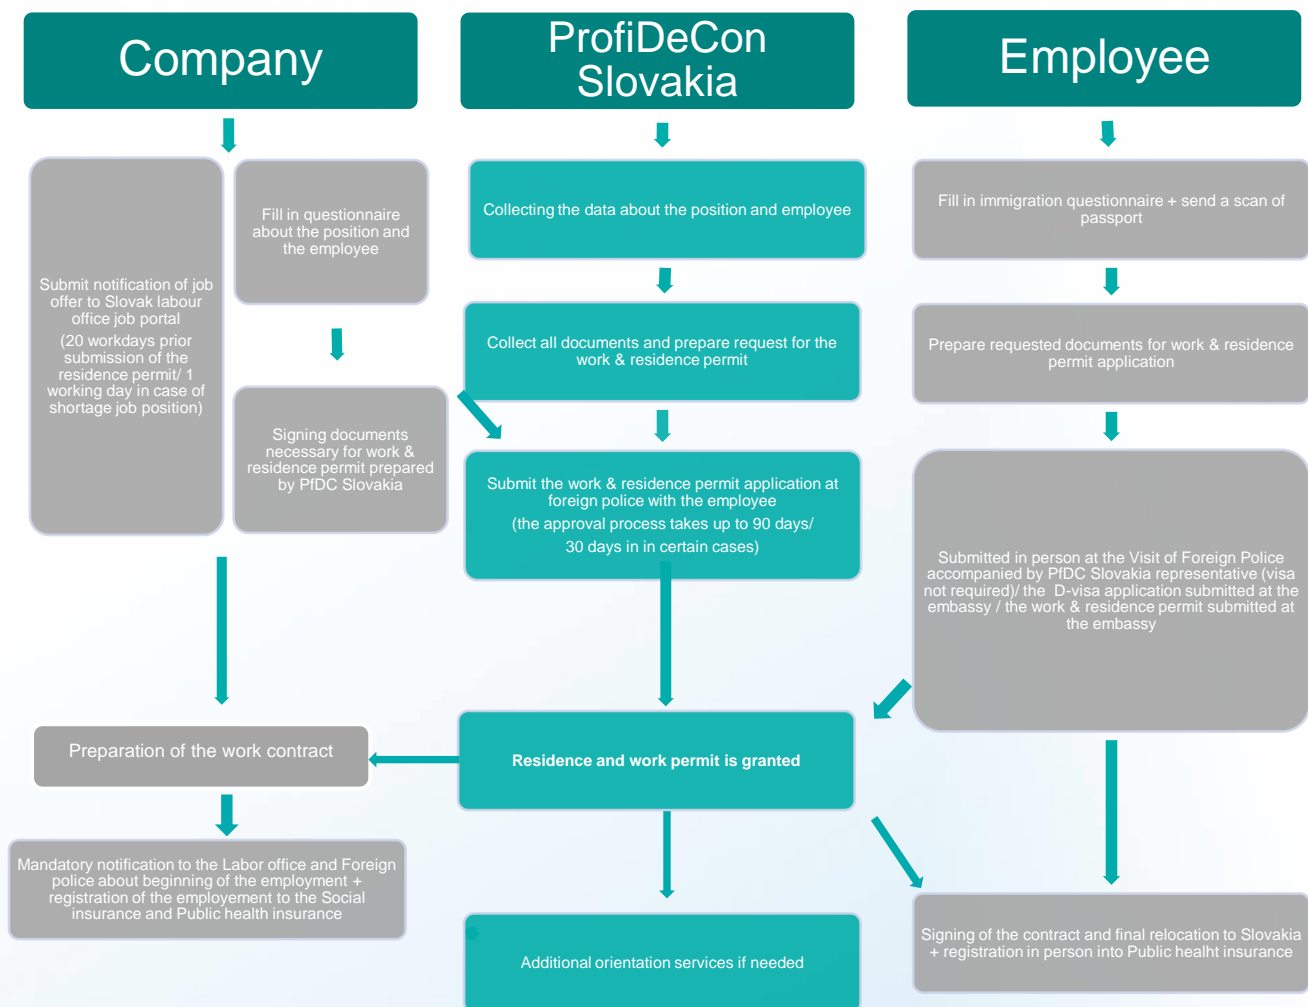 Company
ProfiDeCon
Slovakia
Employee
Submit notification of job
offer to Slovak labour
office job portal
(20 workdays prior
submission of the
residence permit/ 1
working day in case of
shortage job position)
Fill in questionnaire
about the position and
the employee
Signing documents
necessary for work &
residence permit prepared
by PfDC Slovakia
Preparation of the work contract
Mandatory notification to the Labor office and Foreign
police about beginning of the employment +
registration of the employement to the Social
insurance and Public health insurance
Collecting the data about the position and employee
Collect all documents and prepare request for the
work & residence permit
Submit the work & residence permit application at
foreign police with the employee
(the approval process takes up to 90 days/
30 days in in certain cases)
Residence and work permit is granted
Additional orientation services if needed
Fill in immigration questionnaire + send a scan of
passport
Prepare requested documents for work & residence
permit application
Submitted in person at the Visit of Foreign Police
accompanied by PfDC Slovakia representative (visa
not required)/ the D-visa application submitted at the
embassy / the work & residence permit submitted at
the embassy
Signing of the contract and final relocation to Slovakia
+ registration in person into Public healht insurance